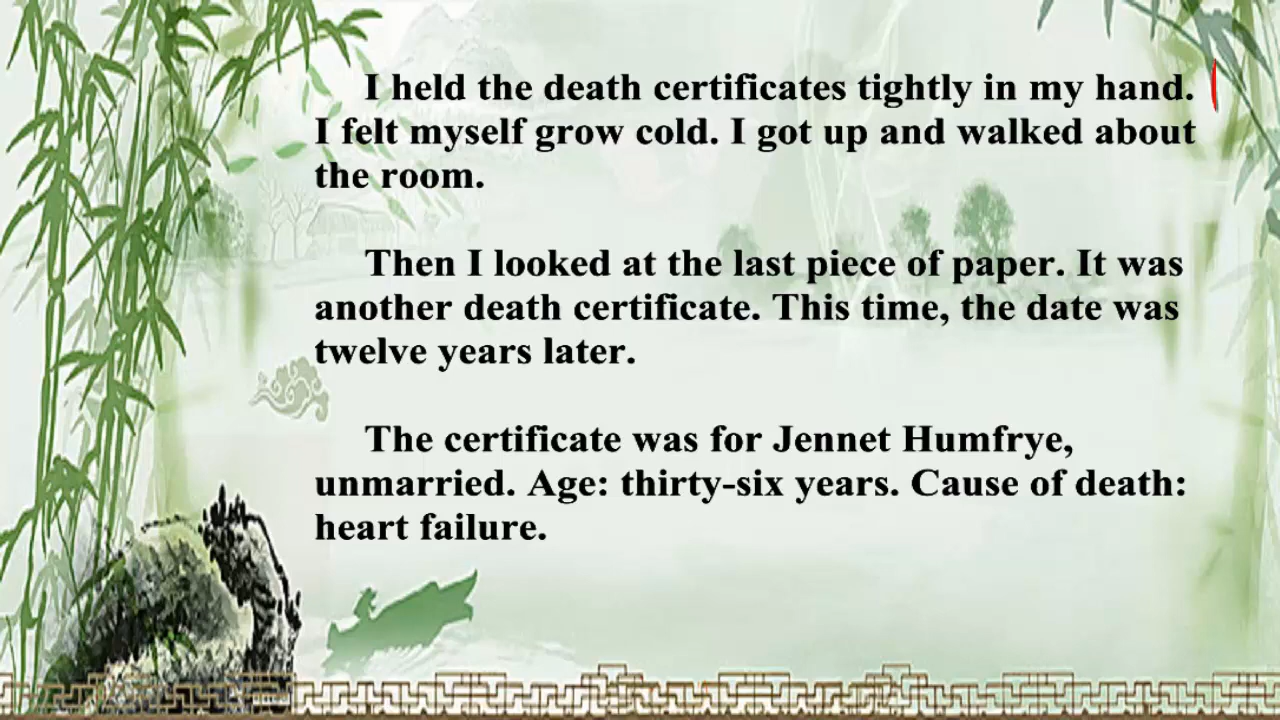 I held the death certificates tightly in my hand.
I felt myself grow cold. I got up and walked about
the room.
Then I looked at the last piece of paper. It was
another death certificate. This time, the date was
twelve years later.
The certificate was for Jennet Humfrye,
unmarried. Age: thirty-six years. Cause of death:
heart failure.